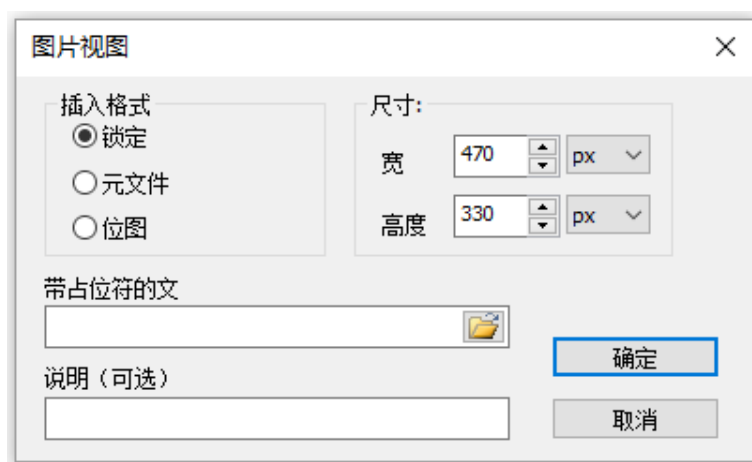 图片视图
插入格式
锁定
元文件
位图
尺寸:
宽 470 px
高度 330 px
带占位符的文
说明（可选）
确定
取消